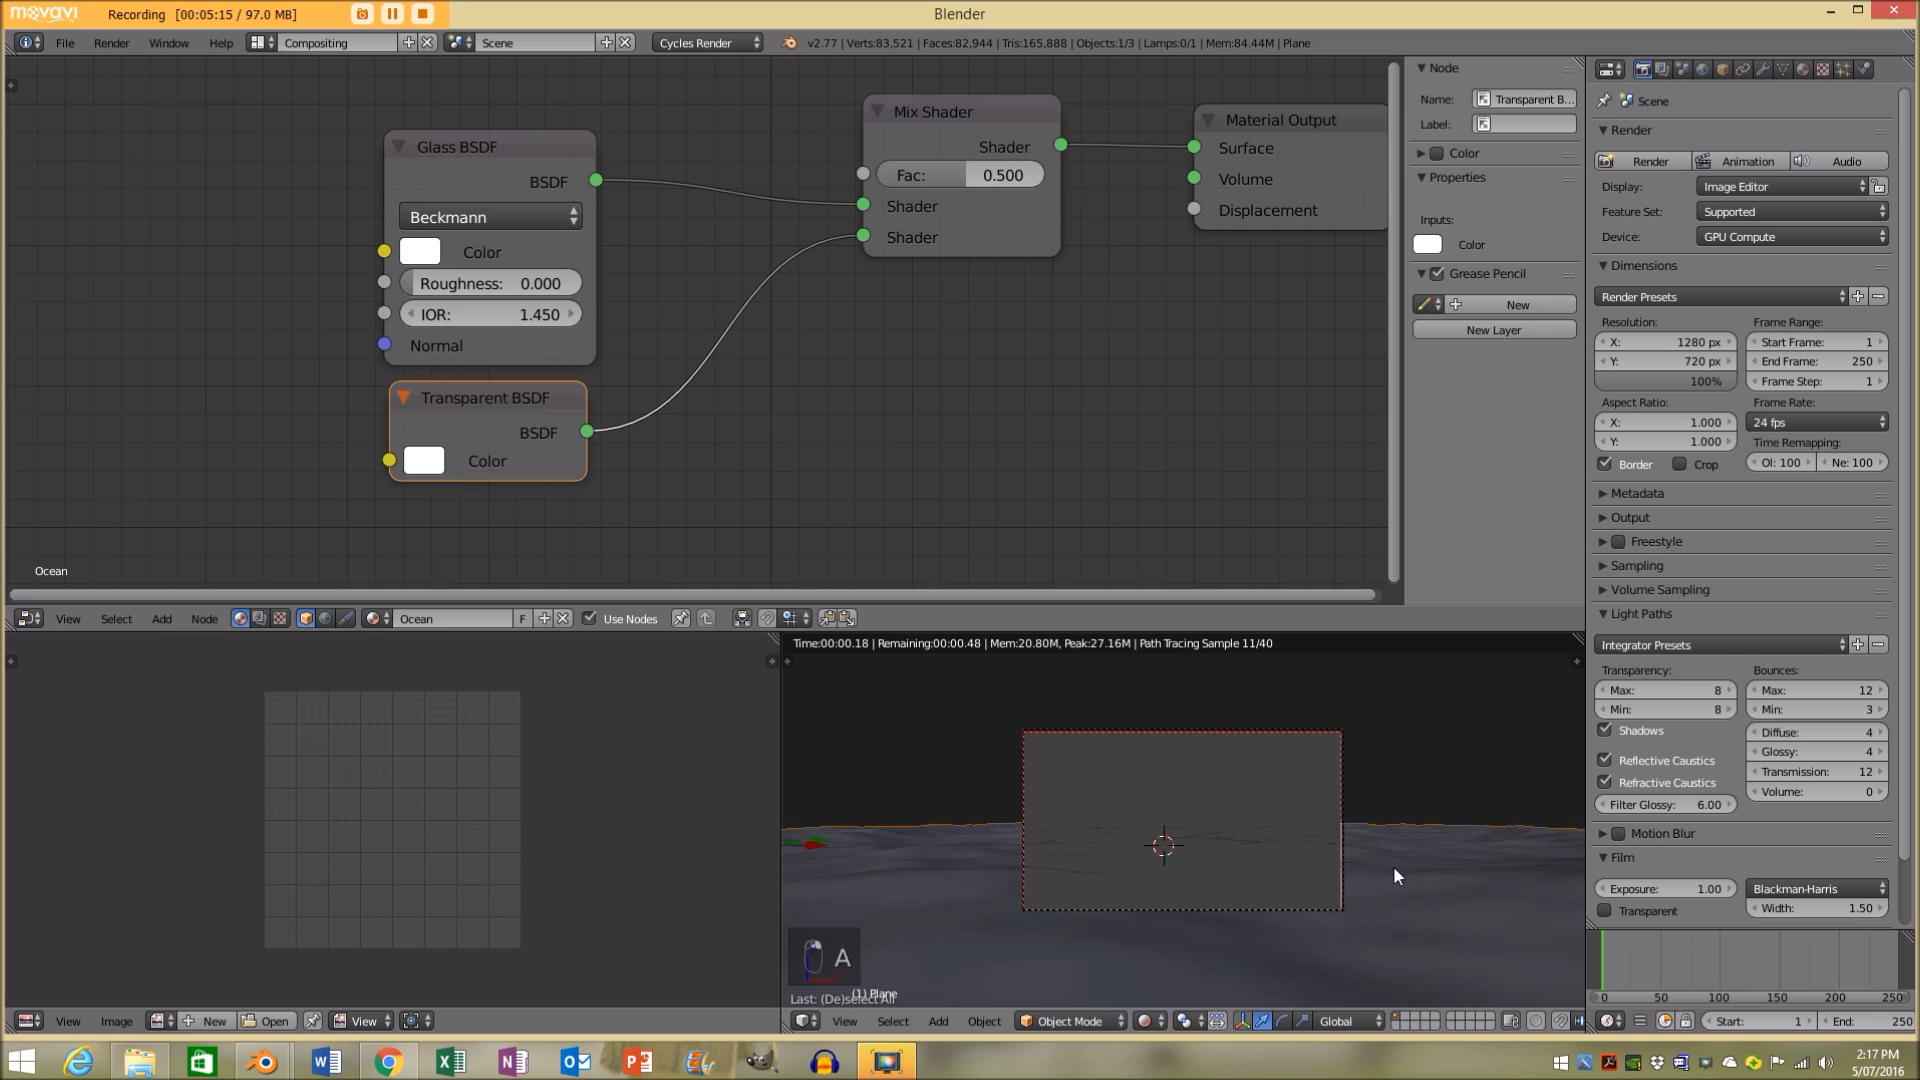 movavi Recording [00:05:15 / 97.0 MB] Blender
File Render Window Help Compositing Scene Cycles Render v2.77 | Verts:83,521 | Faces:82,944 | Tris:165,888 | Objects:1/3 | Lamps:0/1 | Mem:84.44M | Plane
Glass BSDF
BSDF
Beckmann
Color
Roughness: 0.000
IOR: 1.450
Normal
Transparent BSDF
BSDF
Color
Mix Shader
Shader
Fac: 0.500
Shader
Shader
Material Output
Surface
Volume
Displacement
Ocean
Node
Name: Transparent B...
Label:
Color
Properties
Inputs:
Color
Grease Pencil
New
New Layer
Scene
Render
Render Animation Audio
Display: Image Editor
Feature Set: Supported
Device: GPU Compute
Dimensions
Render Presets
Resolution: Frame Range:
X: 1280 px Start Frame: 1
Y: 720 px End Frame: 250
100% Frame Step: 1
Aspect Ratio: Frame Rate:
X: 1.000 24 fps
Y: 1.000 Time Remapping:
Border Crop Ol: 100 Ne: 100
Metadata
Output
Freestyle
Sampling
Volume Sampling
Light Paths
Integrator Presets
Transparency: Bounces:
Max: 8 Max: 12
Min: 8 Min: 3
Shadows Diffuse: 4
Reflective Caustics Glossy: 4
Refractive Caustics Transmission: 12
Filter Glossy: 6.00 Volume: 0
Motion Blur
Film
Exposure: 1.00 Blackman-Harris
Transparent Width: 1.50
View Select Add Node Ocean F Use Nodes
Time:00:00.18 | Remaining:00:00.48 | Mem:20.80M, Peak:27.16M | Path Tracing Sample 11/40
A
(1) Plane
Last: (De)select All
0 50 100 150 200 250
View Image New Open View
View Select Add Object Object Mode Global
Start: 1 End: 250
2:17 PM
5/07/2016